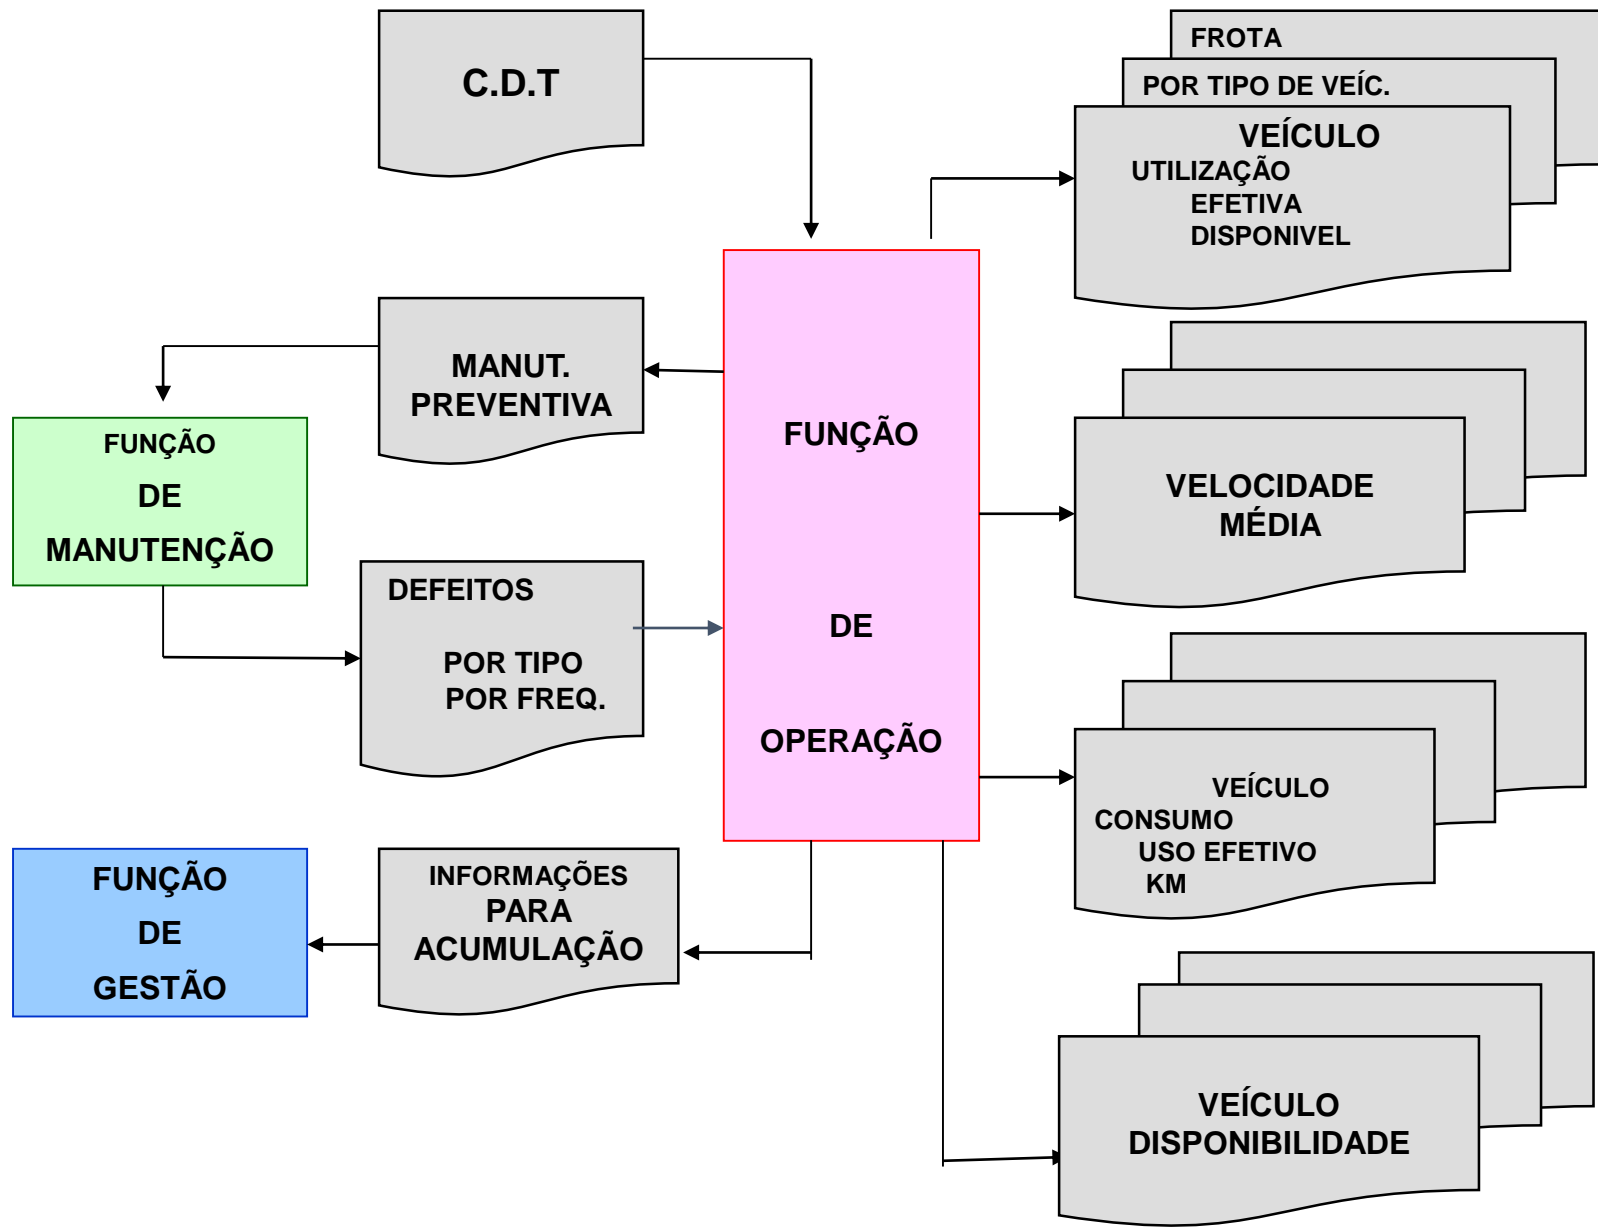 C.D.T
FROTA
POR TIPO DE VEÍC.
VEÍCULO
UTILIZAÇÃO
EFETIVA
DISPONIVEL
MANUT.
PREVENTIVA
FUNÇÃO
DE
MANUTENÇÃO
DEFEITOS
POR TIPO
POR FREQ.
FUNÇÃO
DE
OPERAÇÃO
VELOCIDADE
MÉDIA
VEÍCULO
CONSUMO
USO EFETIVO
KM
FUNÇÃO
DE
GESTÃO
INFORMAÇÕES
PARA
ACUMULAÇÃO
VEÍCULO
DISPONIBILIDADE